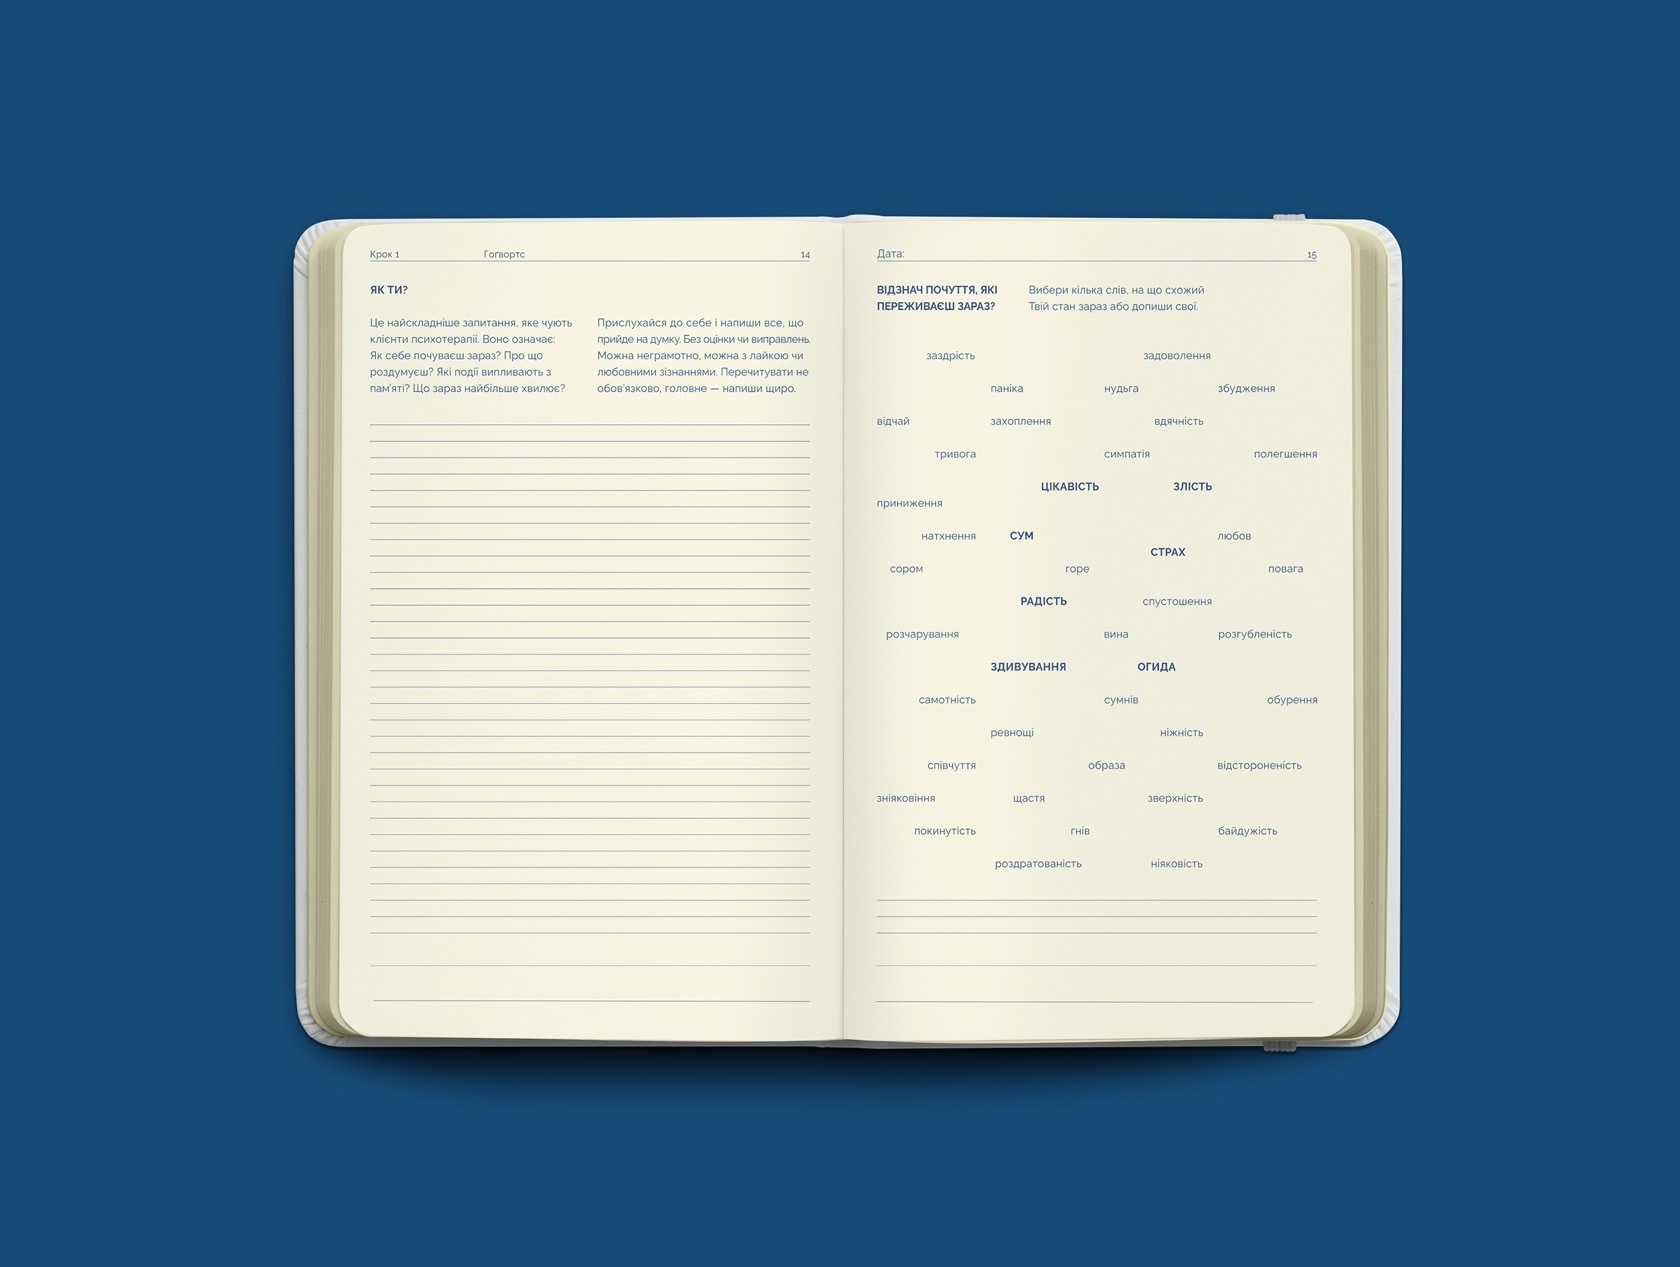 Крок 1 Гоґвортс 14
ЯК ТИ?
Це найскладніше запитання, яке чують
клієнти психотерапії. Воно означає:
Як себе почуваєш зараз? Про що
роздумуєш? Які події випливають з
пам'яті? Що зараз найбільше хвилює?
Прислухайся до себе і напиши все, що
прийде на думку. Без оцінки чи виправлень.
Можна неграмотно, можна з лайкою чи
любовними зізнаннями. Перечитувати не
обов'язково, головне — напиши щиро.
Дата: 15
ВІДЗНАЧ ПОЧУТТЯ, ЯКІ
ПЕРЕЖИВАЄШ ЗАРАЗ?
Вибери кілька слів, на що схожий
Твій стан зараз або допиши свої.
заздрість задоволення
паніка нудьга збудження
відчай захоплення вдячність
тривога симпатія полегшення
ЦІКАВІСТЬ ЗЛІСТЬ
приниження
натхнення СУМ любов
СТРАХ
сором горе повага
РАДІСТЬ спустошення
розчарування вина розгубленість
ЗДИВУВАННЯ ОГИДА
самотність сумнів обурення
ревнощі ніжність
співчуття образа відстороненість
зніяковіння щастя зверхність
покинутість гнів байдужість
роздратованість ніяковість